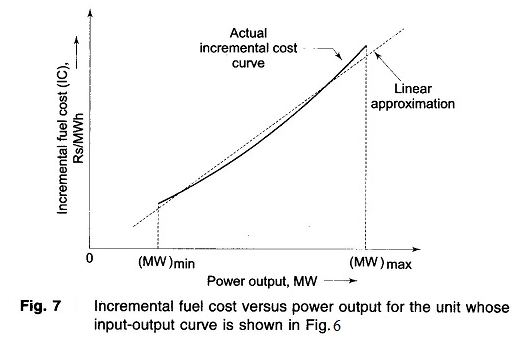 Actual
incremental cost
curve
Linear
approximation
Incremental fuel cost (IC),
Rs/MWh
0
(MW)min
(MW)max
Power output, MW
Fig. 7 Incremental fuel cost versus power output for the unit whose
input-output curve is shown in Fig.6